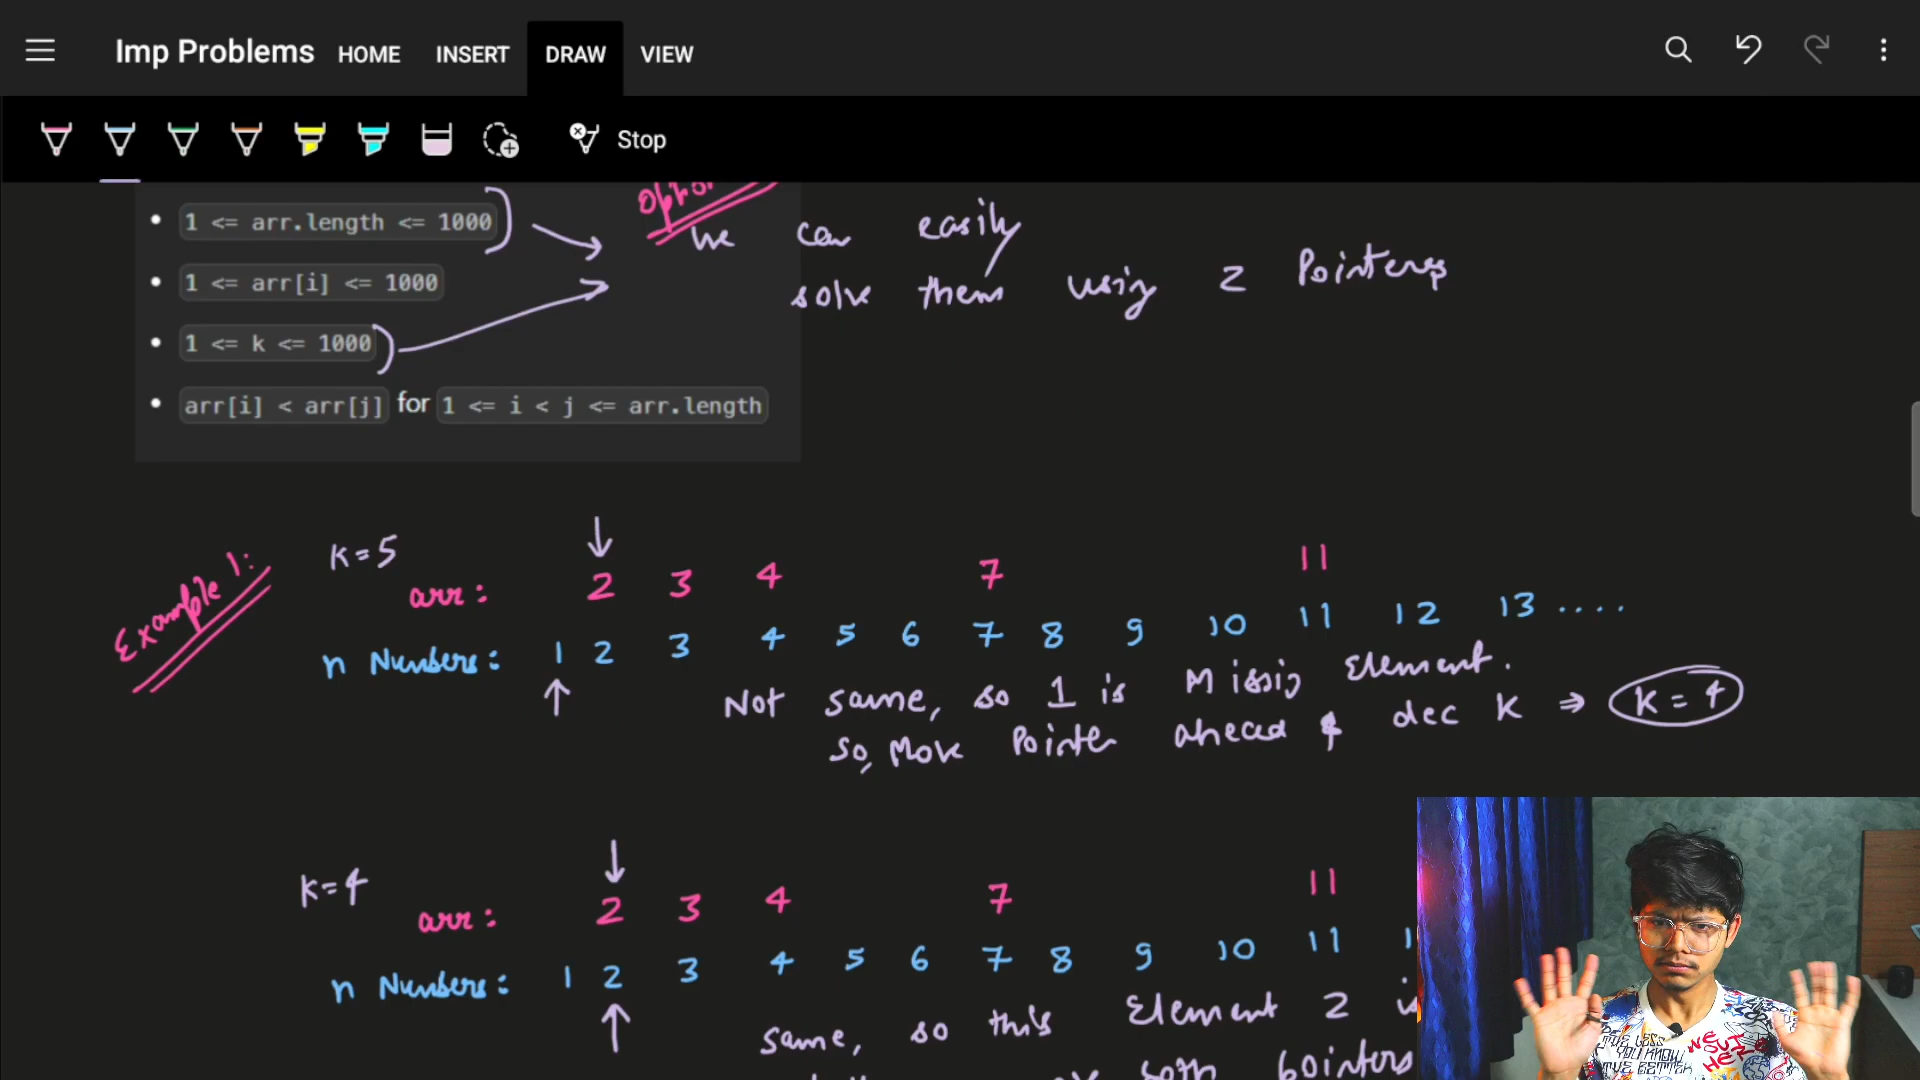 Imp Problems HOME INSERT DRAW VIEW
Stop
1 <= arr.length <= 1000
1 <= arr[i] <= 1000
1 <= k <= 1000
arr[i] < arr[j] for 1 <= i < j <= arr.length
We can easily
solve them using 2 Pointers
Example 1:
K=5
arr: 2 3 4 7 11
n Numbers: 1 2 3 4 5 6 7 8 9 10 11 12 13 ....
Not same, so 1 is Missig Element.
So, Move Pointer ahead & dec K ⇒ K = 4
K=4
arr: 2 3 4 7 11
n Numbers: 1 2 3 4 5 6 7 8 9 10 11 1
Same, so this Element 2 is
both pointers